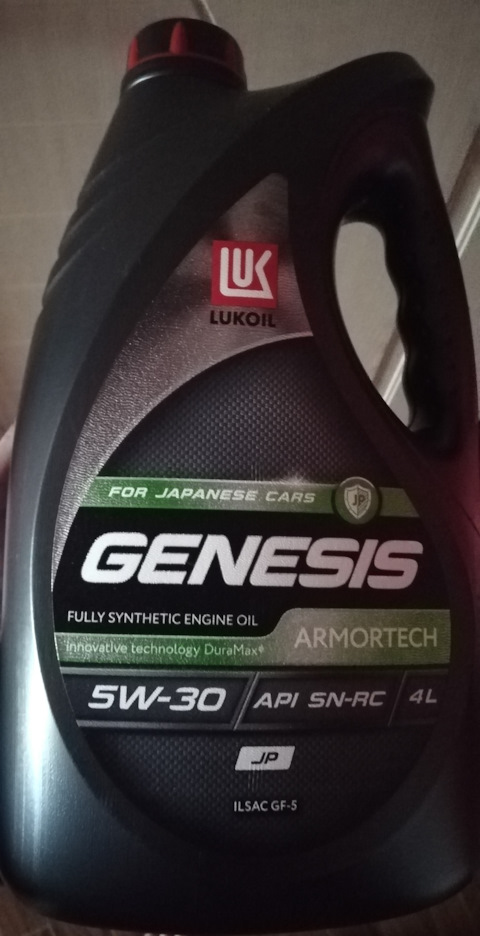 LUK
LUKOIL
FOR JAPANESE CARS JP
GENESIS
FULLY SYNTHETIC ENGINE OIL
ARMORTECH
innovative technology DuraMax
5W-30 API SN-RC 4L
JP
ILSAC GF-5